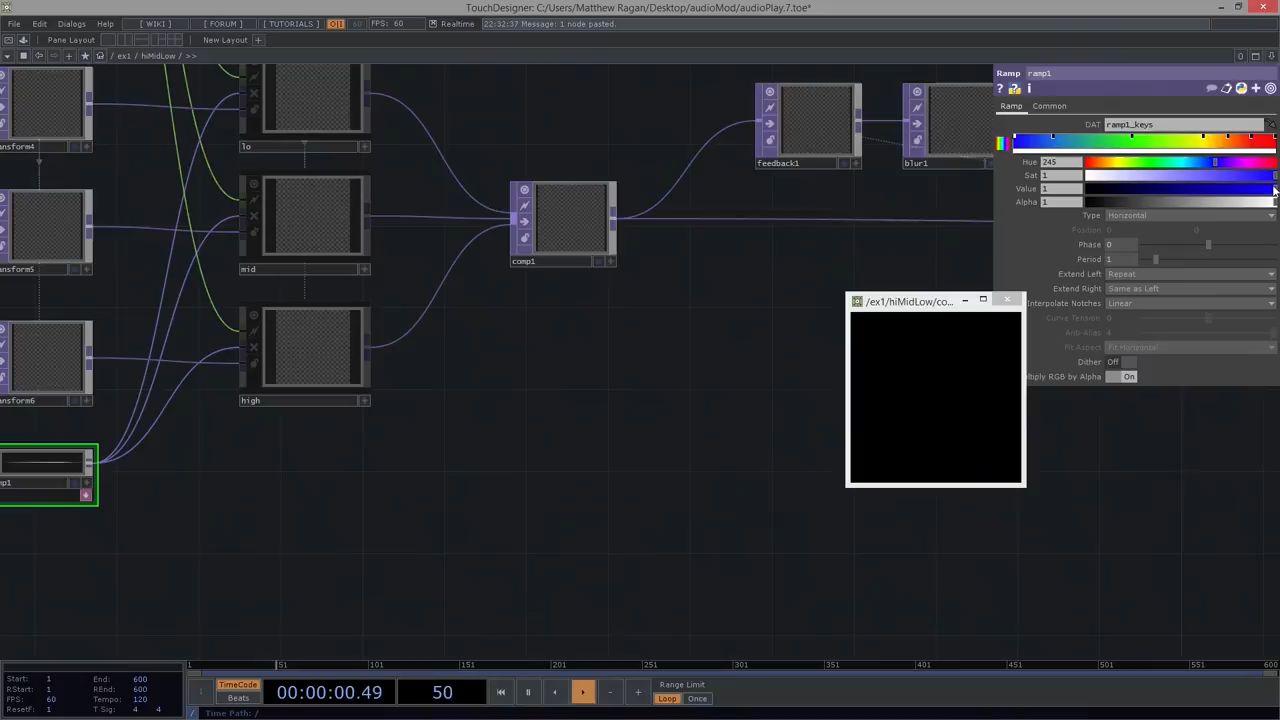 TouchDesigner: C:/Users/Matthew Ragan/Desktop/audioMod/audioPlay.7.toe*
File Edit Dialogs Help [ WIKI ] [ FORUM ] [ TUTORIALS ] O|1 FPS: 60 Realtime 22:32:37 Message: 1 node pasted.
Pane Layout New Layout +
/ ex1 / hiMidLow / >> 0
Ramp ramp1
? i
Ramp Common
DAT ramp1_keys
Hue 245
Sat 1
Value 1
Alpha 1
Type Horizontal
Position 0 0
Phase 0
Period 1
Extend Left Repeat
Extend Right Same as Left
Interpolate Notches Linear
Curve Tension 0
Anti-Alias 4
Fit Aspect Fit Horizontal
Dither Off
ltiply RGB by Alpha On
ansform4 lo
feedback1 blur1
ansform5 mid
comp1
/ex1/hiMidLow/co...
ansform6 high
mp1
1 51 101 151 201 251 301 351 401 451 501 551 600
Start: 1 End: 600
RStart: 1 REnd: 600
FPS: 60 Tempo: 120
ResetF: 1 T Sig: 4 4
TimeCode
Beats
00:00:00.49 50
Range Limit
Loop Once
/ Time Path: /